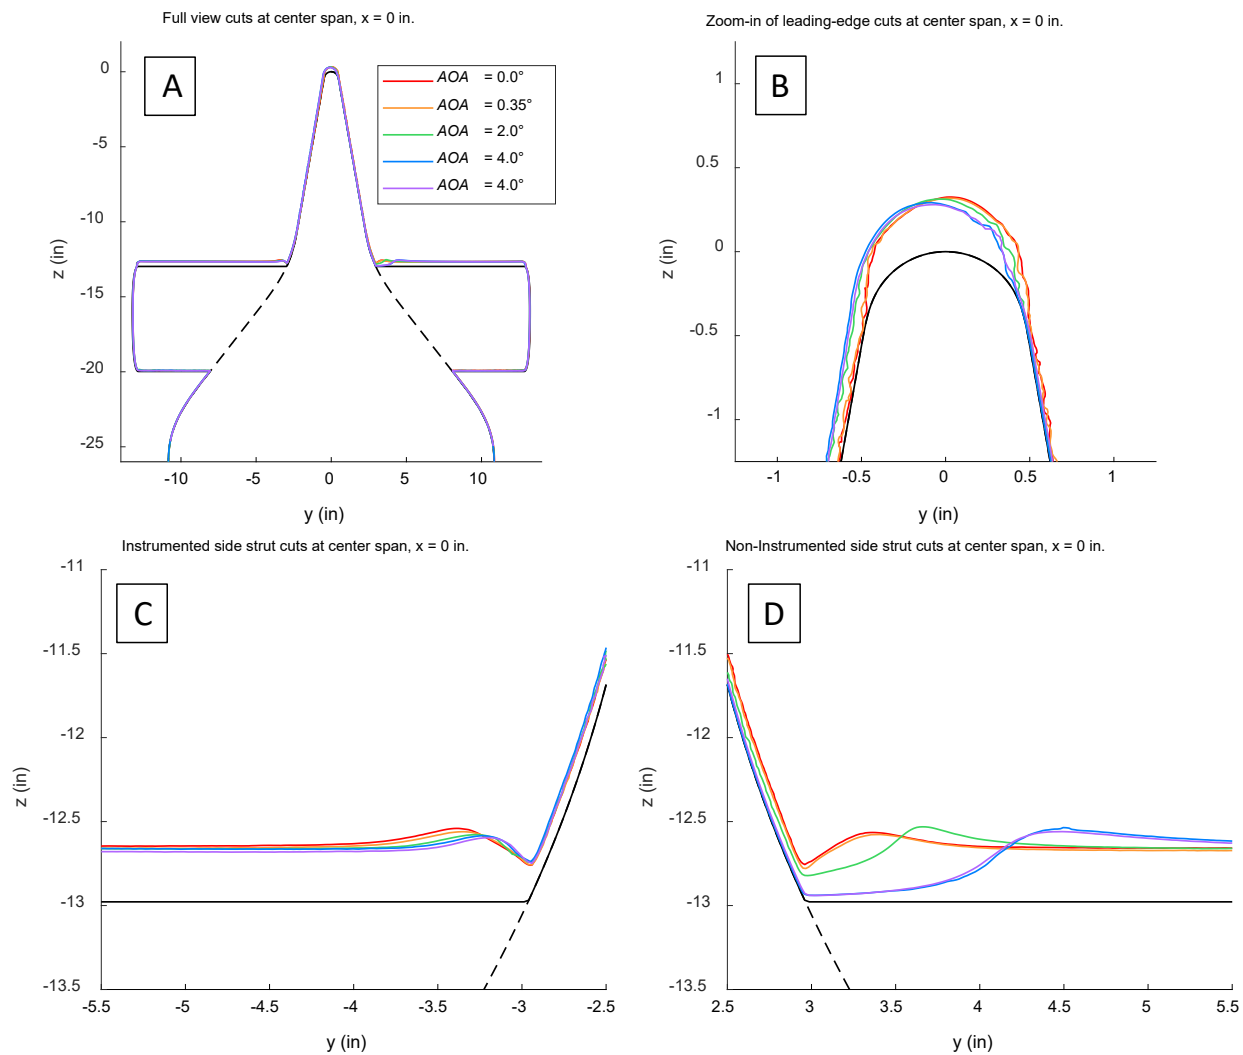 Full view cuts at center span, x = 0 in.
A
AOA = 0.0°
AOA = 0.35°
AOA = 2.0°
AOA = 4.0°
AOA = 4.0°
0
-5
-10
-15
-20
-25
z (in)
-10 -5 0 5 10
y (in)
Zoom-in of leading-edge cuts at center span, x = 0 in.
B
1
0.5
0
-0.5
-1
z (in)
-1 -0.5 0 0.5 1
y (in)
Instrumented side strut cuts at center span, x = 0 in.
C
-11
-11.5
-12
-12.5
-13
-13.5
z (in)
-5.5 -5 -4.5 -4 -3.5 -3 -2.5
y (in)
Non-Instrumented side strut cuts at center span, x = 0 in.
D
-11
-11.5
-12
-12.5
-13
-13.5
z (in)
2.5 3 3.5 4 4.5 5 5.5
y (in)